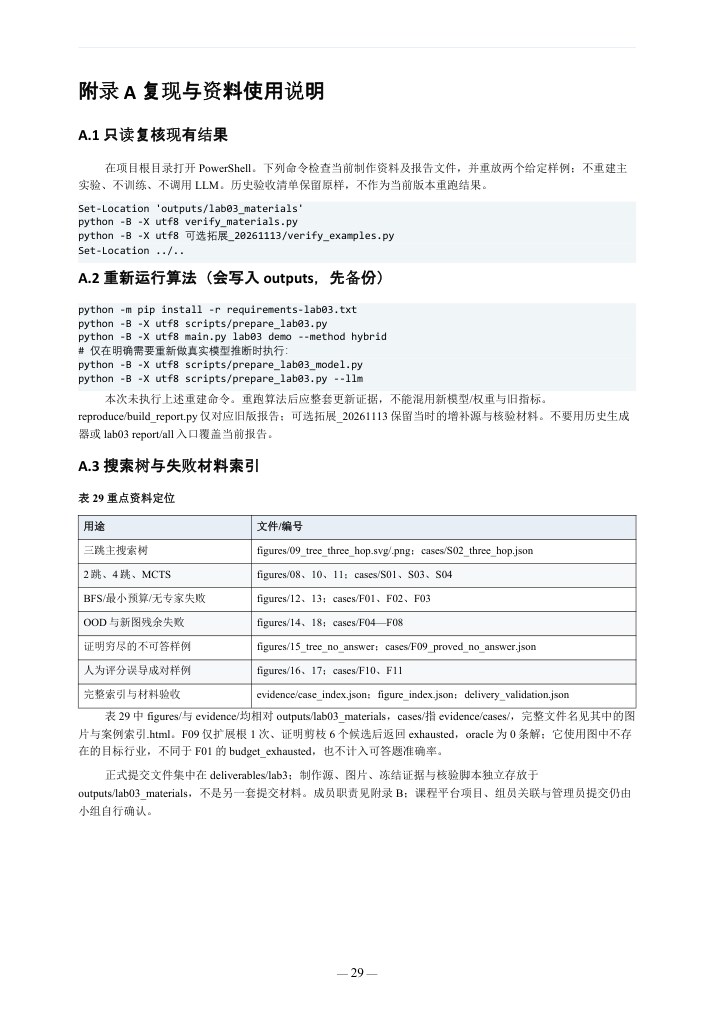 附录 A 复现与资料使用说明
A.1 只读复核现有结果
在项目根目录打开 PowerShell。下列命令检查当前制作资料及报告文件，并重放两个给定样例；不重建主
实验、不训练、不调用 LLM。历史验收清单保留原样，不作为当前版本重跑结果。
Set-Location 'outputs/lab03_materials'
python -B -X utf8 verify_materials.py
python -B -X utf8 可选拓展_20261113/verify_examples.py
Set-Location ../..
A.2 重新运行算法（会写入 outputs，先备份）
python -m pip install -r requirements-lab03.txt
python -B -X utf8 scripts/prepare_lab03.py
python -B -X utf8 main.py lab03 demo --method hybrid
# 仅在明确需要重新做真实模型推断时执行：
python -B -X utf8 scripts/prepare_lab03_model.py
python -B -X utf8 scripts/prepare_lab03.py --llm
本次未执行上述重建命令。重跑算法后应整套更新证据，不能混用新模型/权重与旧指标。
reproduce/build_report.py 仅对应旧版报告；可选拓展_20261113 保留当时的增补源与核验材料。不要用历史生成
器或 lab03 report/all 入口覆盖当前报告。
A.3 搜索树与失败材料索引
表 29 重点资料定位
用途 文件/编号
三跳主搜索树 figures/09_tree_three_hop.svg/.png；cases/S02_three_hop.json
2 跳、4 跳、MCTS figures/08、10、11；cases/S01、S03、S04
BFS/最小预算/无专家失败 figures/12、13；cases/F01、F02、F03
OOD 与新图残余失败 figures/14、18；cases/F04—F08
证明穷尽的不可答样例 figures/15_tree_no_answer；cases/F09_proved_no_answer.json
人为评分误导成对样例 figures/16、17；cases/F10、F11
完整索引与材料验收 evidence/case_index.json；figure_index.json；delivery_validation.json
表 29 中 figures/与 evidence/均相对 outputs/lab03_materials，cases/指 evidence/cases/，完整文件名见其中的图
片与案例索引.html。F09 仅扩展根 1 次、证明剪枝 6 个候选后返回 exhausted，oracle 为 0 条解；它使用图中不存
在的目标行业，不同于 F01 的 budget_exhausted，也不计入可答题准确率。
正式提交文件集中在 deliverables/lab3；制作源、图片、冻结证据与核验脚本独立存放于
outputs/lab03_materials，不是另一套提交材料。成员职责见附录 B；课程平台项目、组员关联与管理员提交仍由
小组自行确认。
— 29 —